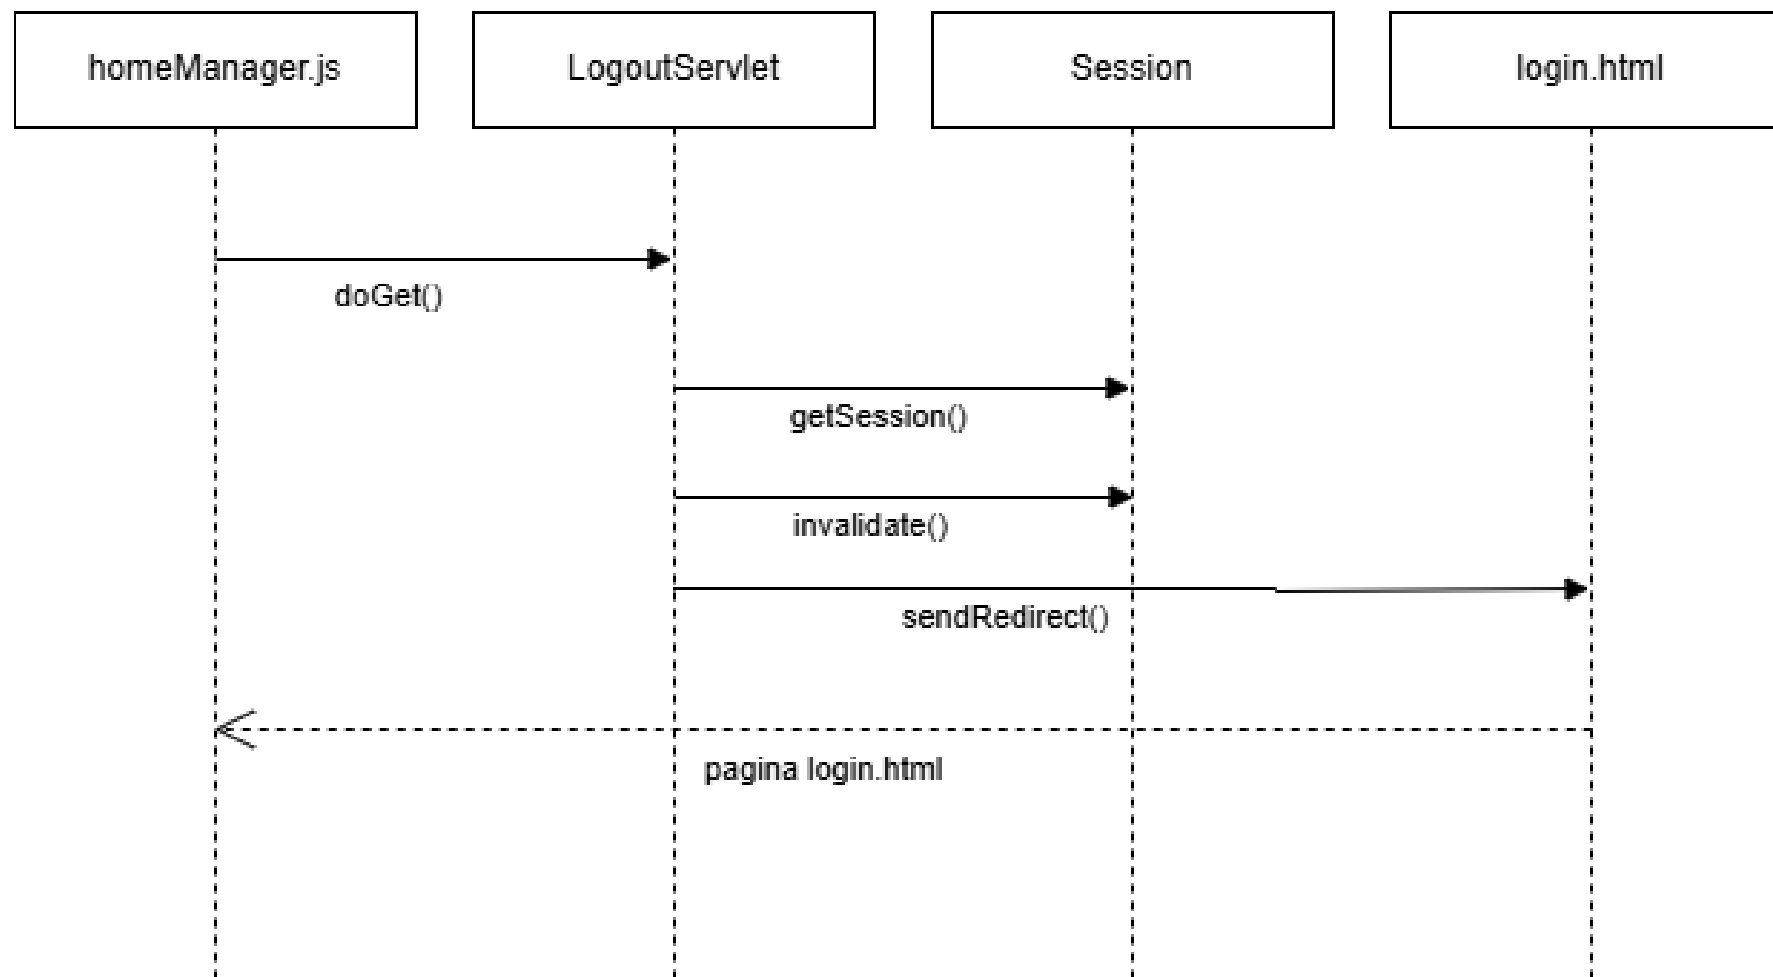 homeManager.js
LogoutServlet
Session
login.html
doGet()
getSession()
invalidate()
sendRedirect()
pagina login.html